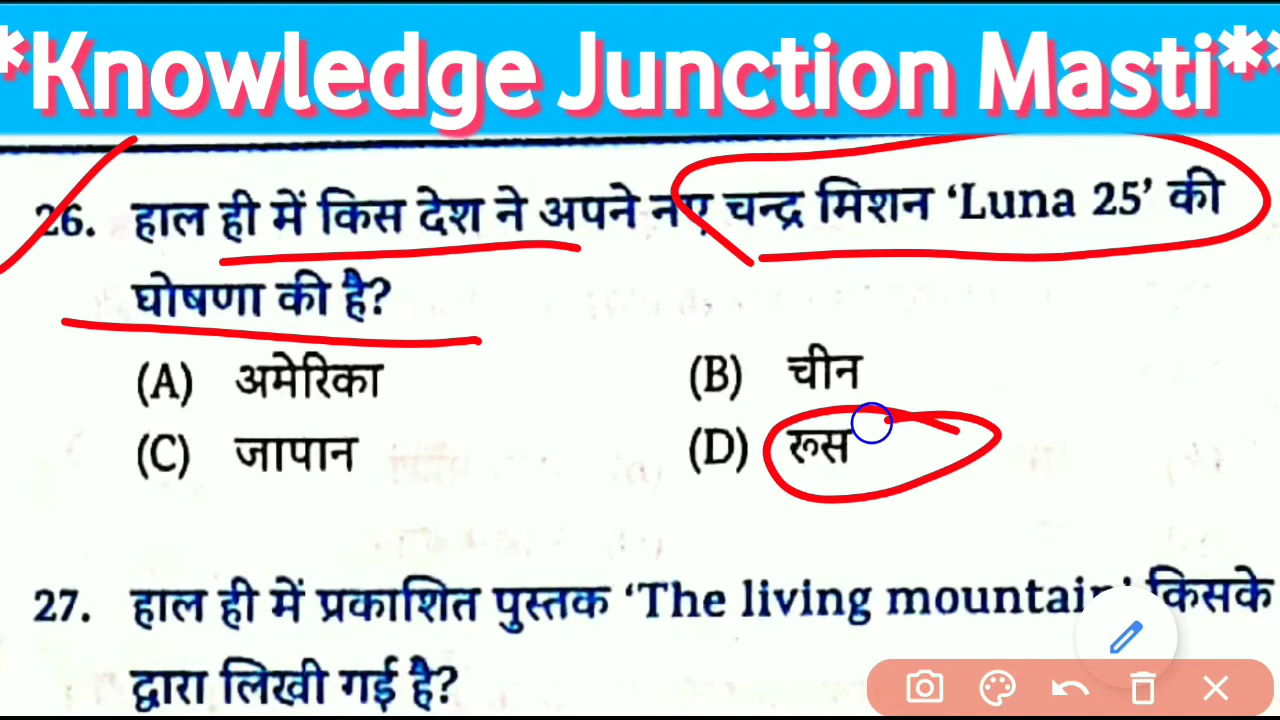 *Knowledge Junction Masti**
26. हाल ही में किस देश ने अपने नए चन्द्र मिशन ‘Luna 25’ की
घोषणा की है?
(A) अमेरिका (B) चीन
(C) जापान (D) रूस
27. हाल ही में प्रकाशित पुस्तक ‘The living mountain’ किसके
द्वारा लिखी गई है?